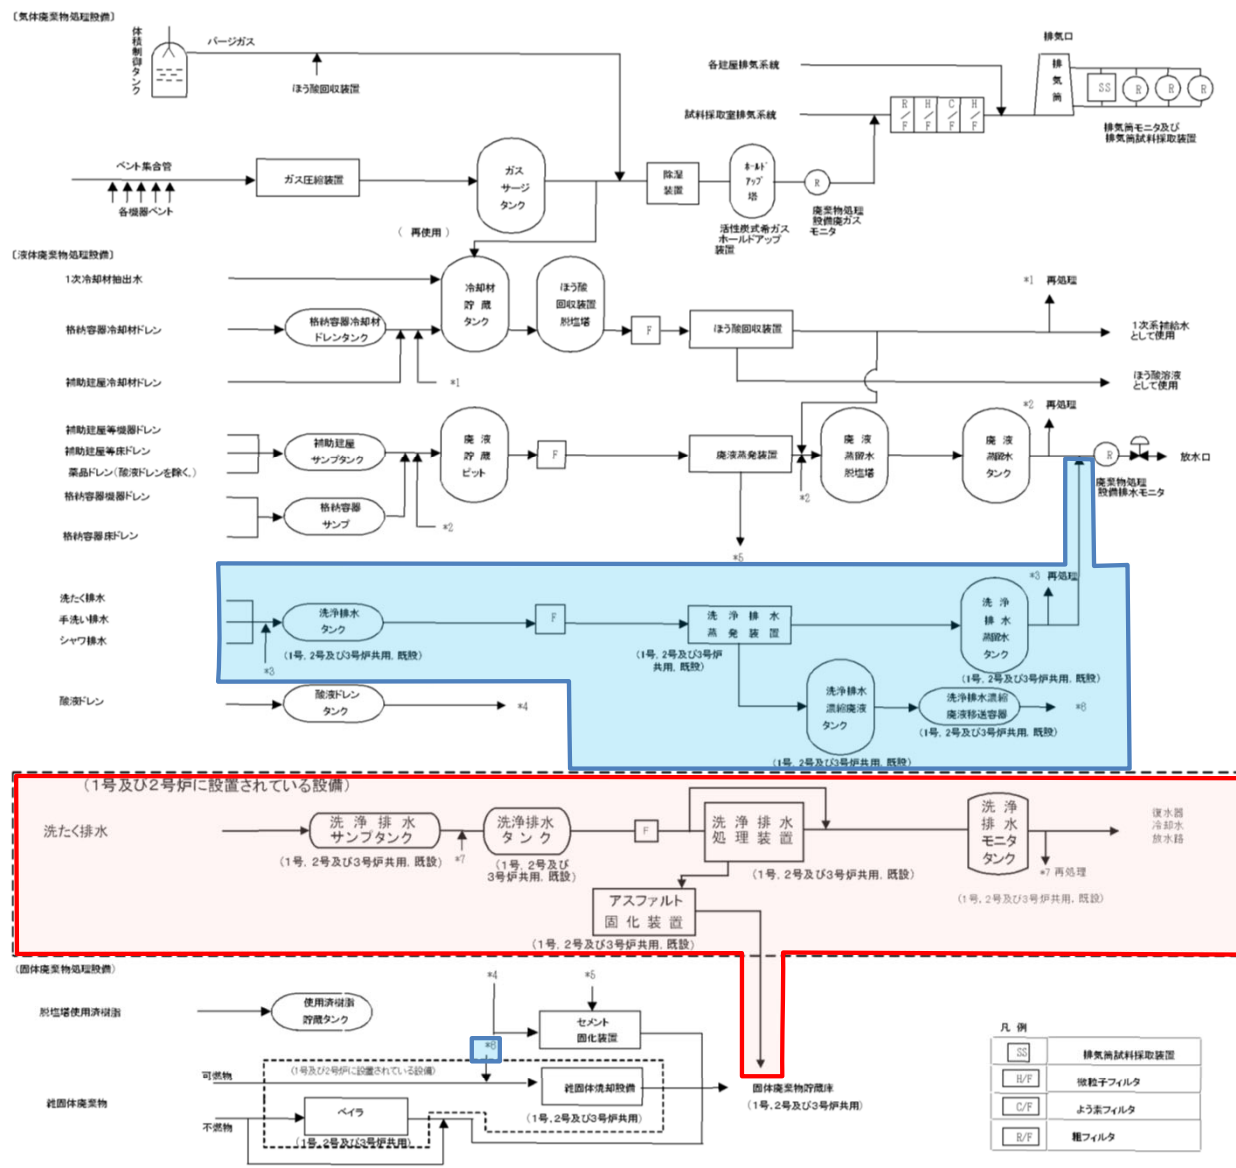 〔気体廃棄物処理設備〕
体積制御タンク
パージガス
ほう酸回収装置
各建屋排気系統
試料採取室排気系統
R/F
H/F
C/F
H/F
排気口
排気筒
SS
R
R
R
排気筒モニタ及び
排気筒試料採取装置
ベント集合管
各機器ベント
ガス圧縮装置
ガス
サージ
タンク
除湿
装置
ホールド
アップ
塔
活性炭式希ガス
ホールドアップ
装置
R
廃棄物処理
設備廃ガス
モニタ
(再使用)
〔液体廃棄物処理設備〕
1次冷却材抽出水
格納容器冷却材ドレン
格納容器冷却材
ドレンタンク
補助建屋冷却材ドレン
*1
冷却材
貯蔵
タンク
ほう酸
回収装置
脱塩塔
F
ほう酸回収装置
*1 再処理
1次系補給水
として使用
ほう酸溶液
として使用
補助建屋等機器ドレン
補助建屋等床ドレン
薬品ドレン(酸液ドレンを除く。)
補助建屋
サンプタンク
格納容器機器ドレン
格納容器床ドレン
格納容器
サンプ
*2
廃液
貯蔵
ピット
F
廃液蒸発装置
*5
*2
廃液
蒸留水
脱塩塔
廃液
蒸留水
タンク
*2 再処理
R
放水口
廃棄物処理
設備排水モニタ
洗たく排水
手洗い排水
シャワ排水
*3
洗浄排水
タンク
(1号, 2号及び3号炉共用, 既設)
F
洗浄排水
蒸発装置
(1号, 2号及び3号炉
共用, 既設)
洗浄
排水
蒸留水
タンク
(1号, 2号及び3号炉共用, 既設)
*3 再処理
洗浄排水
濃縮廃液
タンク
(1号, 2号及び3号炉共用, 既設)
洗浄排水濃縮
廃液移送容器
(1号, 2号及び3号炉共用, 既設)
*6
酸液ドレン
酸液ドレン
タンク
*4
(1号及び2号炉に設置されている設備)
洗たく排水
洗浄排水
サンプタンク
(1号, 2号及び3号炉共用, 既設)
*7
洗浄排水
タンク
(1号, 2号及び
3号炉共用, 既設)
F
洗浄排水
処理装置
(1号, 2号及び3号炉共用, 既設)
洗浄
排水
モニタ
タンク
(1号, 2号及び3号炉共用, 既設)
*7 再処理
復水器
冷却水
放水路
アスファルト
固化装置
(1号, 2号及び3号炉共用, 既設)
(固体廃棄物処理設備)
脱塩塔使用済樹脂
使用済樹脂
貯蔵タンク
*4
*5
セメント
固化装置
*6
(1号及び2号炉に設置されている設備)
可燃物
雑固体廃棄物
不燃物
雑固体焼却設備
(1号, 2号及び3号炉共用)
ベイラ
(1号, 2号及び3号炉共用)
固体廃棄物貯蔵庫
(1号, 2号及び3号炉共用)
凡例
SS 排気筒試料採取装置
H/F 微粒子フィルタ
C/F よう素フィルタ
R/F 粗フィルタ